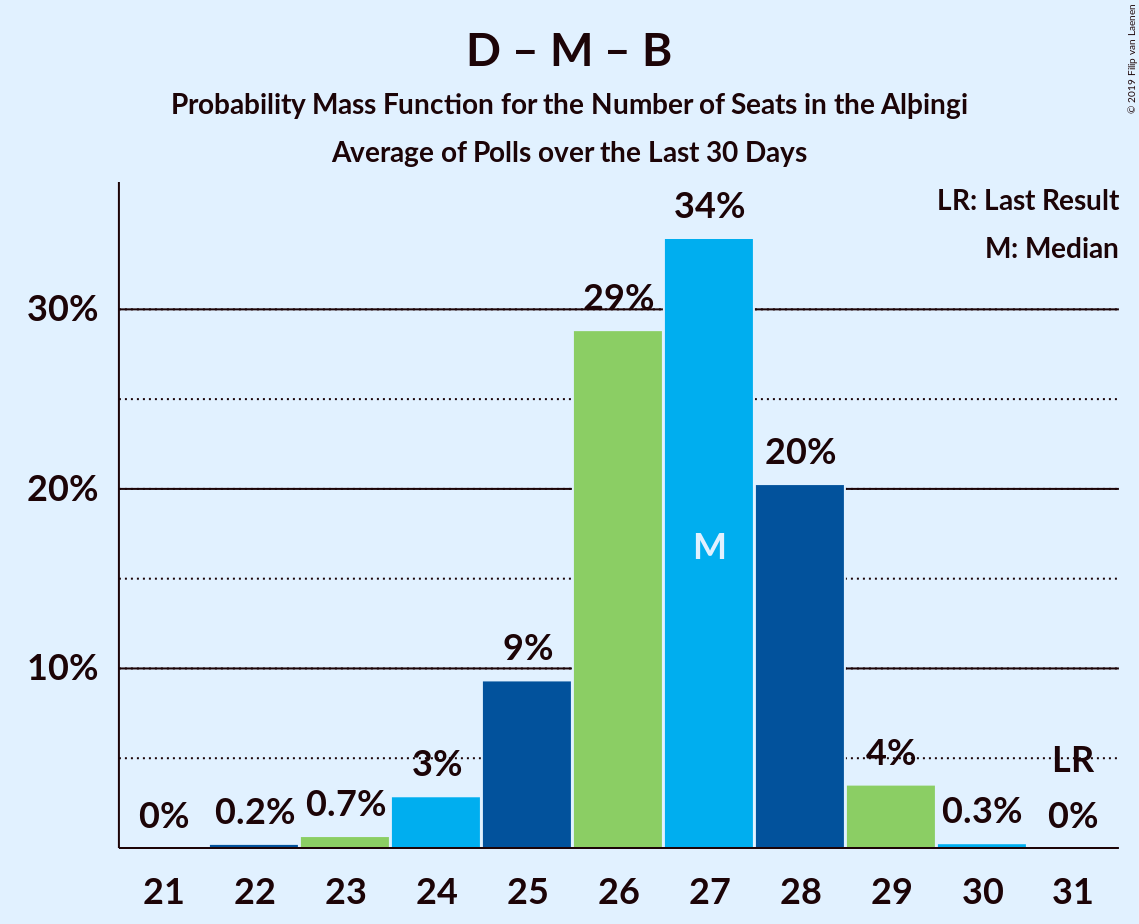 D – M – B
Probability Mass Function for the Number of Seats in the Alþingi
Average of Polls over the Last 30 Days
© 2019 Filip van Laenen
LR: Last Result
M: Median
30%
20%
10%
0%
0.2%
0.7%
3%
9%
29%
34%
M
20%
4%
0.3%
LR
0%
21 22 23 24 25 26 27 28 29 30 31